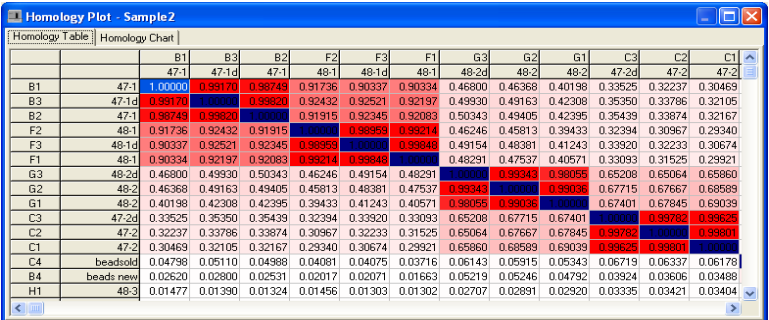 Homology Plot - Sample2
Homology Table Homology Chart
B1 B3 B2 F2 F3 F1 G3 G2 G1 C3 C2 C1
47-1 47-1d 47-1 48-1 48-1d 48-1 48-2d 48-2 48-2 47-2d 47-2 47-2
B1 47-1 1.00000 0.99170 0.98749 0.91736 0.90337 0.90334 0.46800 0.46368 0.40198 0.33525 0.32237 0.30469
B3 47-1d 0.99170 1.00000 0.99820 0.92432 0.92521 0.92197 0.49930 0.49163 0.42308 0.35350 0.33786 0.32105
B2 47-1 0.98749 0.99820 1.00000 0.91915 0.92345 0.92083 0.50343 0.49405 0.42395 0.35439 0.33874 0.32167
F2 48-1 0.91736 0.92432 0.91915 1.00000 0.98959 0.99214 0.46246 0.45813 0.39433 0.32394 0.30967 0.29340
F3 48-1d 0.90337 0.92521 0.92345 0.98959 1.00000 0.99848 0.49154 0.48381 0.41243 0.33920 0.32233 0.30674
F1 48-1 0.90334 0.92197 0.92083 0.99214 0.99848 1.00000 0.48291 0.47537 0.40571 0.33093 0.31525 0.29921
G3 48-2d 0.46800 0.49930 0.50343 0.46246 0.49154 0.48291 1.00000 0.99343 0.98055 0.65208 0.65064 0.65860
G2 48-2 0.46368 0.49163 0.49405 0.45813 0.48381 0.47537 0.99343 1.00000 0.99036 0.67715 0.67667 0.68589
G1 48-2 0.40198 0.42308 0.42395 0.39433 0.41243 0.40571 0.98055 0.99036 1.00000 0.67401 0.67845 0.69039
C3 47-2d 0.33525 0.35350 0.35439 0.32394 0.33920 0.33093 0.65208 0.67715 0.67401 1.00000 0.99782 0.99625
C2 47-2 0.32237 0.33786 0.33874 0.30967 0.32233 0.31525 0.65064 0.67667 0.67845 0.99782 1.00000 0.99801
C1 47-2 0.30469 0.32105 0.32167 0.29340 0.30674 0.29921 0.65860 0.68589 0.69039 0.99625 0.99801 1.00000
C4 beadsold 0.04798 0.05110 0.04988 0.04081 0.04075 0.03716 0.06143 0.05915 0.05343 0.06719 0.06337 0.06178
B4 beads new 0.02620 0.02800 0.02531 0.02017 0.02071 0.01663 0.05219 0.05246 0.04792 0.03924 0.03606 0.03488
H1 48-3 0.01477 0.01390 0.01324 0.01456 0.01303 0.01302 0.02707 0.02891 0.02920 0.03335 0.03421 0.03404